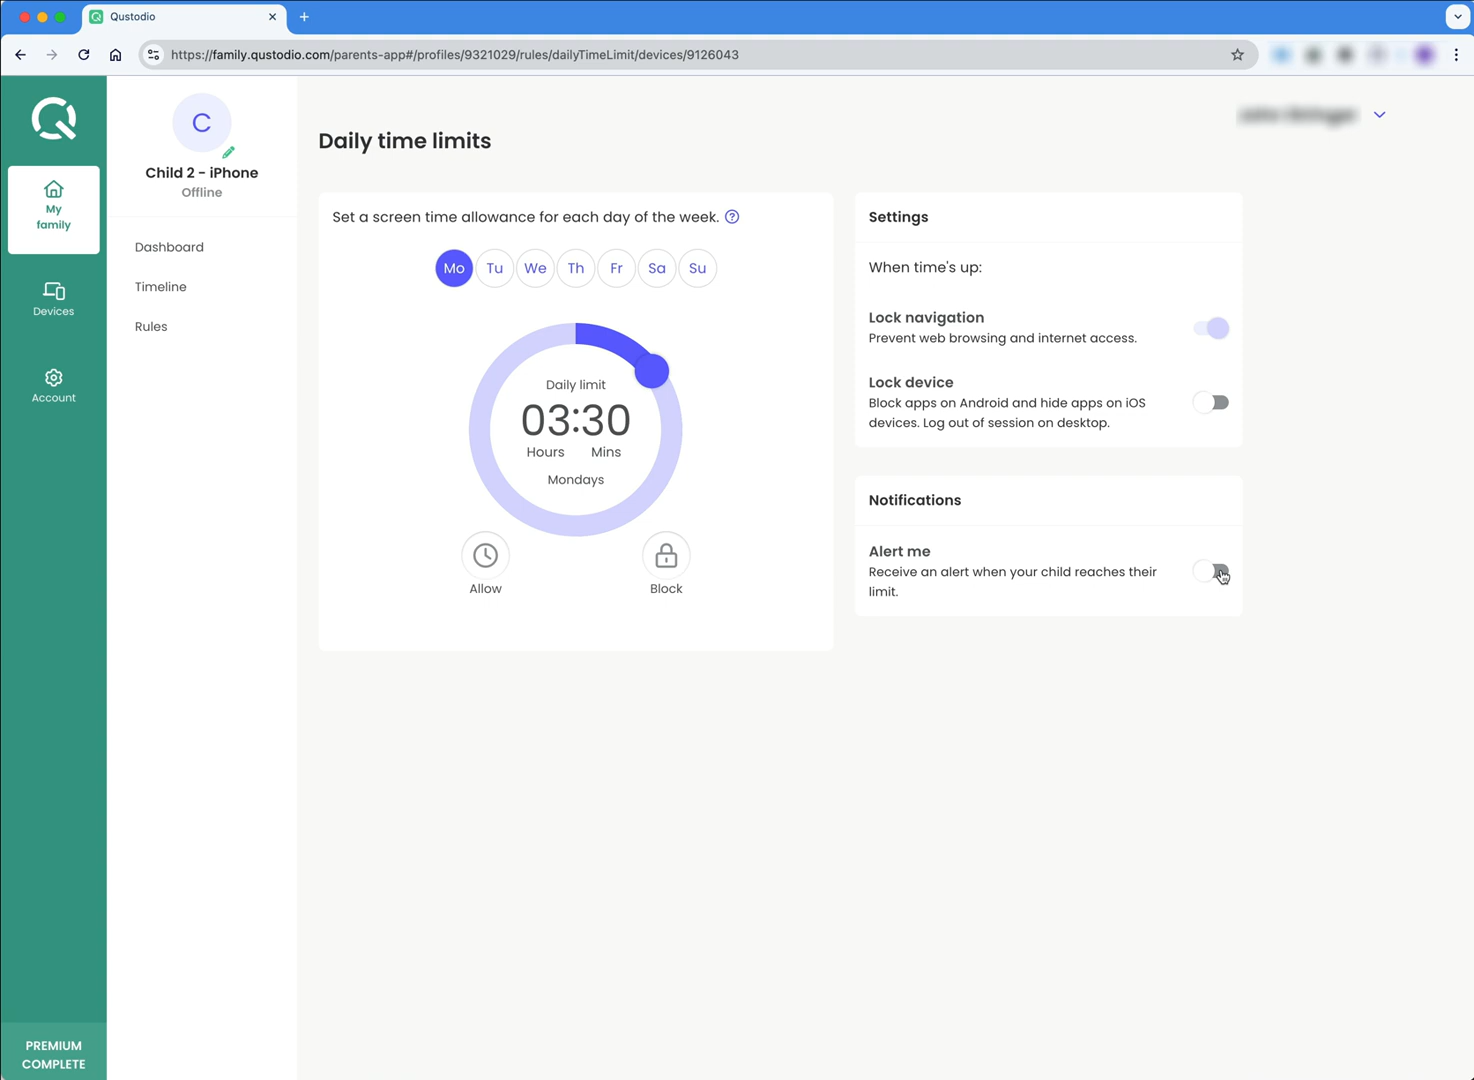 Qustodio
https://family.qustodio.com/parents-app#/profiles/9321029/rules/dailyTimeLimit/devices/9126043
My
family
Devices
Account
PREMIUM
COMPLETE
C
Child 2 - iPhone
Offline
Dashboard
Timeline
Rules
Daily time limits
Set a screen time allowance for each day of the week. ?
Mo Tu We Th Fr Sa Su
Daily limit
03:30
Hours Mins
Mondays
Allow Block
Settings
When time's up:
Lock navigation
Prevent web browsing and internet access.
Lock device
Block apps on Android and hide apps on iOS
devices. Log out of session on desktop.
Notifications
Alert me
Receive an alert when your child reaches their
limit.